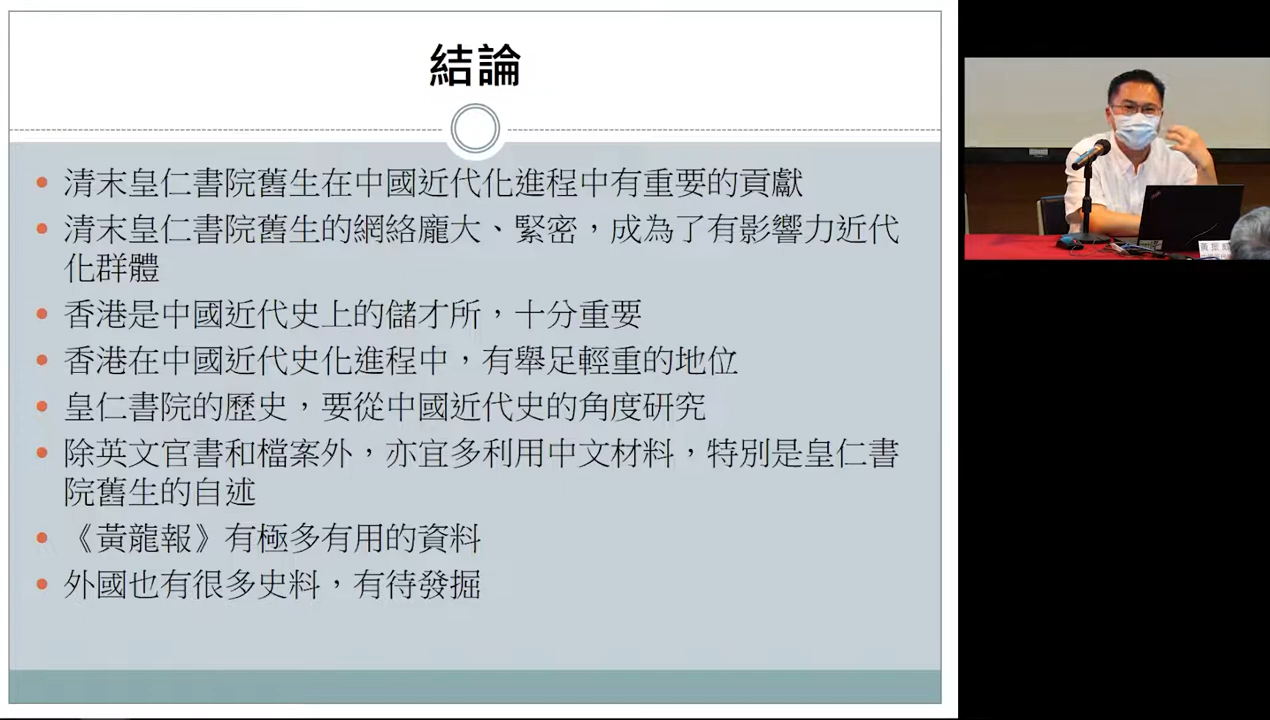 結論
清末皇仁書院舊生在中國近代化進程中有重要的貢獻
清末皇仁書院舊生的網絡龐大、緊密，成為了有影響力近代
化群體
香港是中國近代史上的儲才所，十分重要
香港在中國近代史化進程中，有舉足輕重的地位
皇仁書院的歷史，要從中國近代史的角度研究
除英文官書和檔案外，亦宜多利用中文材料，特別是皇仁書
院舊生的自述
《黃龍報》有極多有用的資料
外國也有很多史料，有待發掘